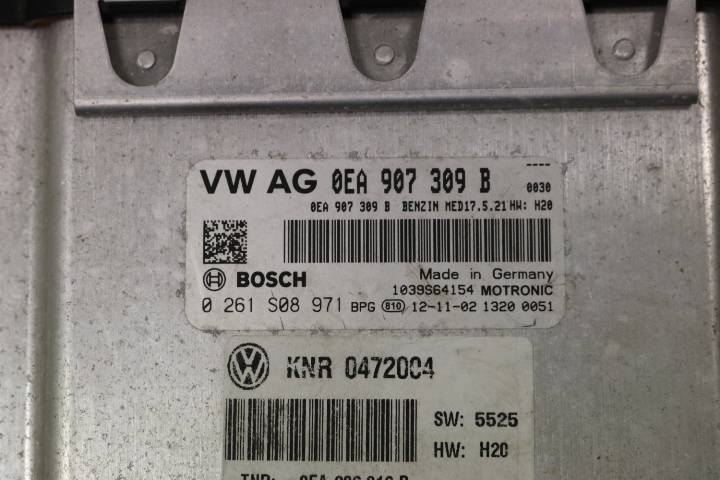 VW AG 0EA 907 309 B
----
0030
0EA 907 309 B BENZIN MED17.5.21 HW: H20
BOSCH
Made in Germany
1039S64154 MOTRONIC
0 261 S08 971 BPG 810 12-11-02 1320 0051
KNR 0472004
SW: 5525
HW: H20
TNR: